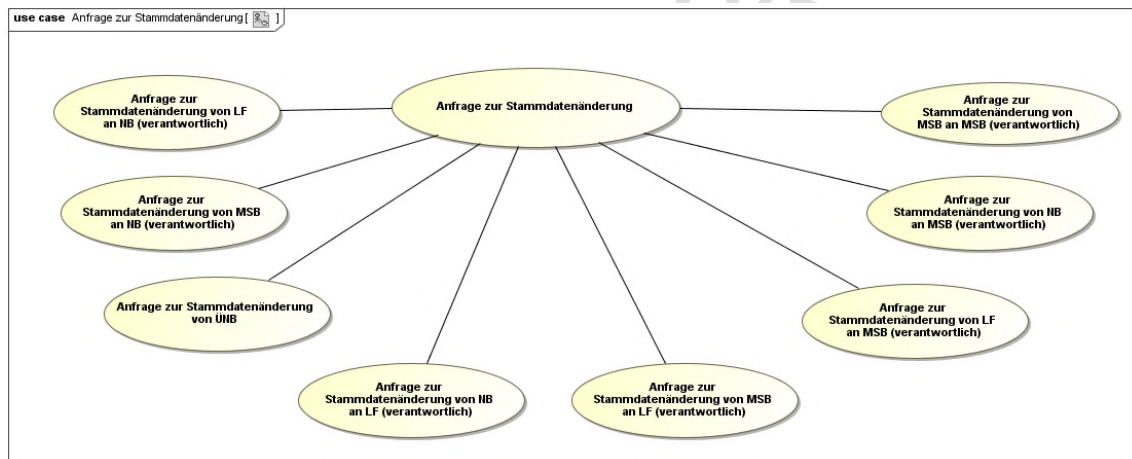 use case Anfrage zur Stammdatenänderung [ ]
Anfrage zur Stammdatenänderung
Anfrage zur
Stammdatenänderung von LF
an NB (verantwortlich)
Anfrage zur
Stammdatenänderung von
MSB an MSB (verantwortlich)
Anfrage zur
Stammdatenänderung von MSB
an NB (verantwortlich)
Anfrage zur
Stammdatenänderung von NB
an MSB (verantwortlich)
Anfrage zur Stammdatenänderung
von ÜNB
Anfrage zur
Stammdatenänderung von LF
an MSB (verantwortlich)
Anfrage zur
Stammdatenänderung von NB
an LF (verantwortlich)
Anfrage zur
Stammdatenänderung von MSB
an LF (verantwortlich)